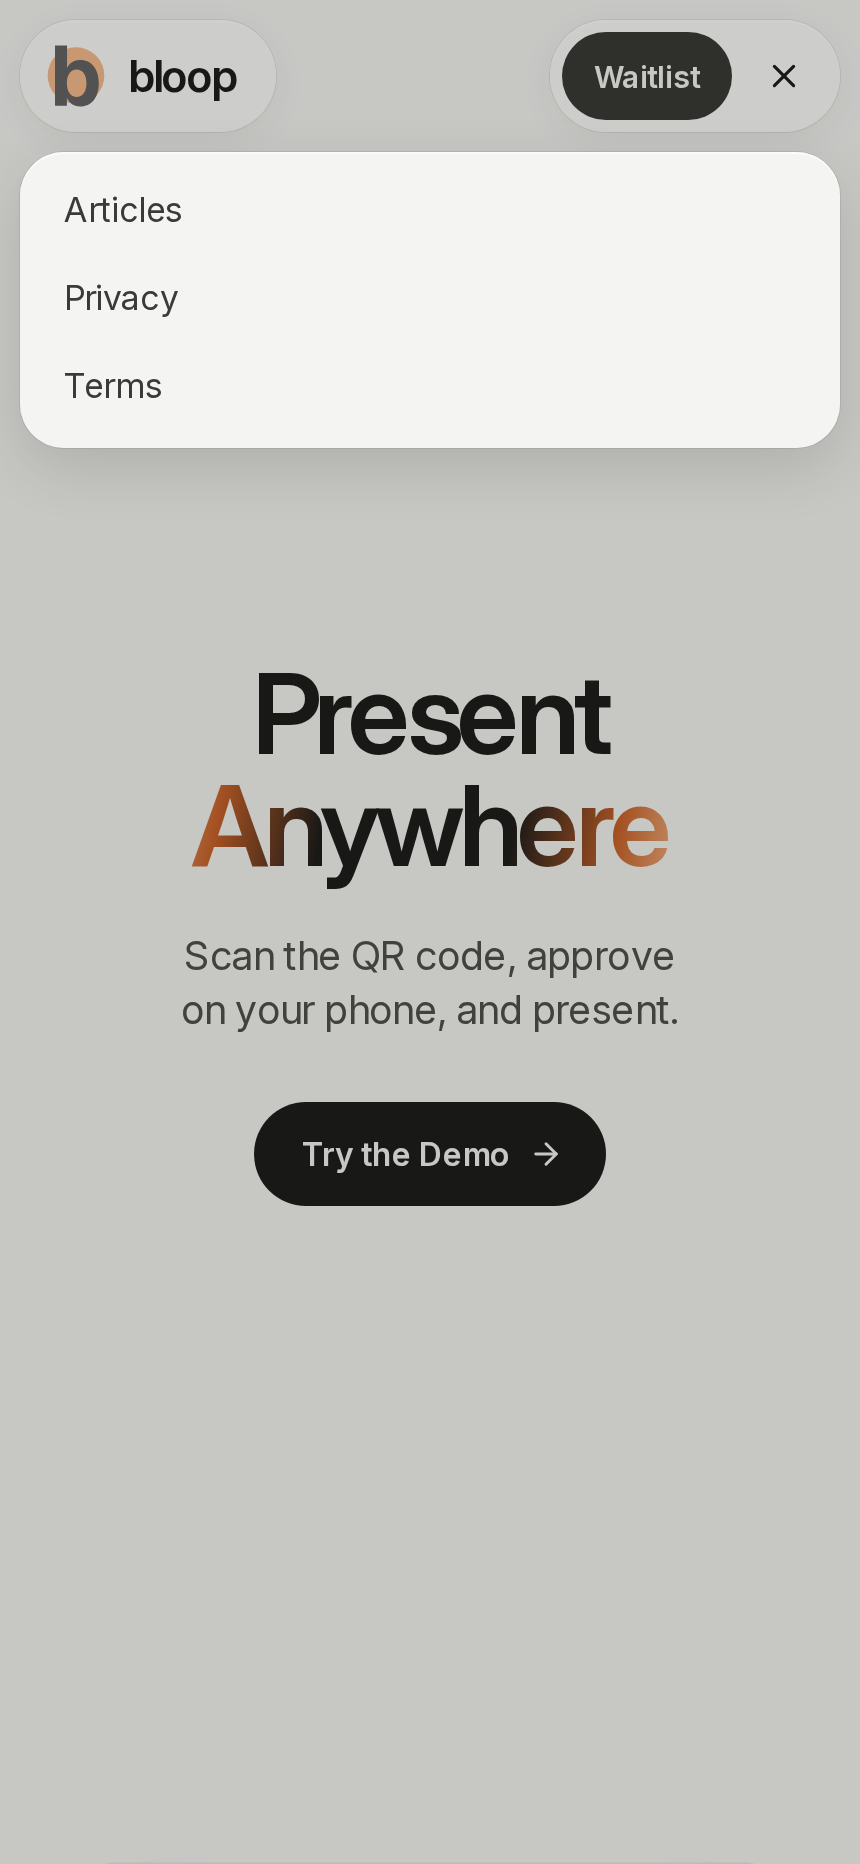 b bloop
Waitlist
Articles
Privacy
Terms
Present
Anywhere
Scan the QR code, approve
on your phone, and present.
Try the Demo